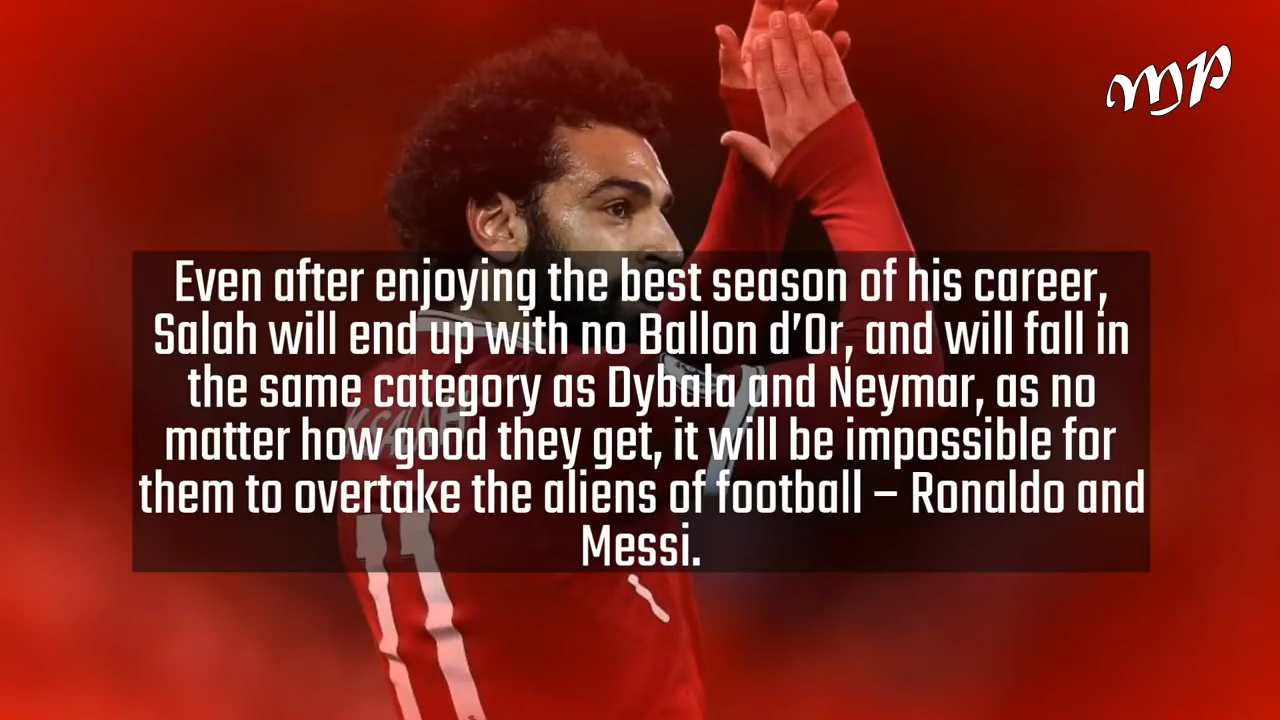 MP
Even after enjoying the best season of his career,
Salah will end up with no Ballon d’Or, and will fall in
the same category as Dybala and Neymar, as no
matter how good they get, it will be impossible for
them to overtake the aliens of football – Ronaldo and
Messi.